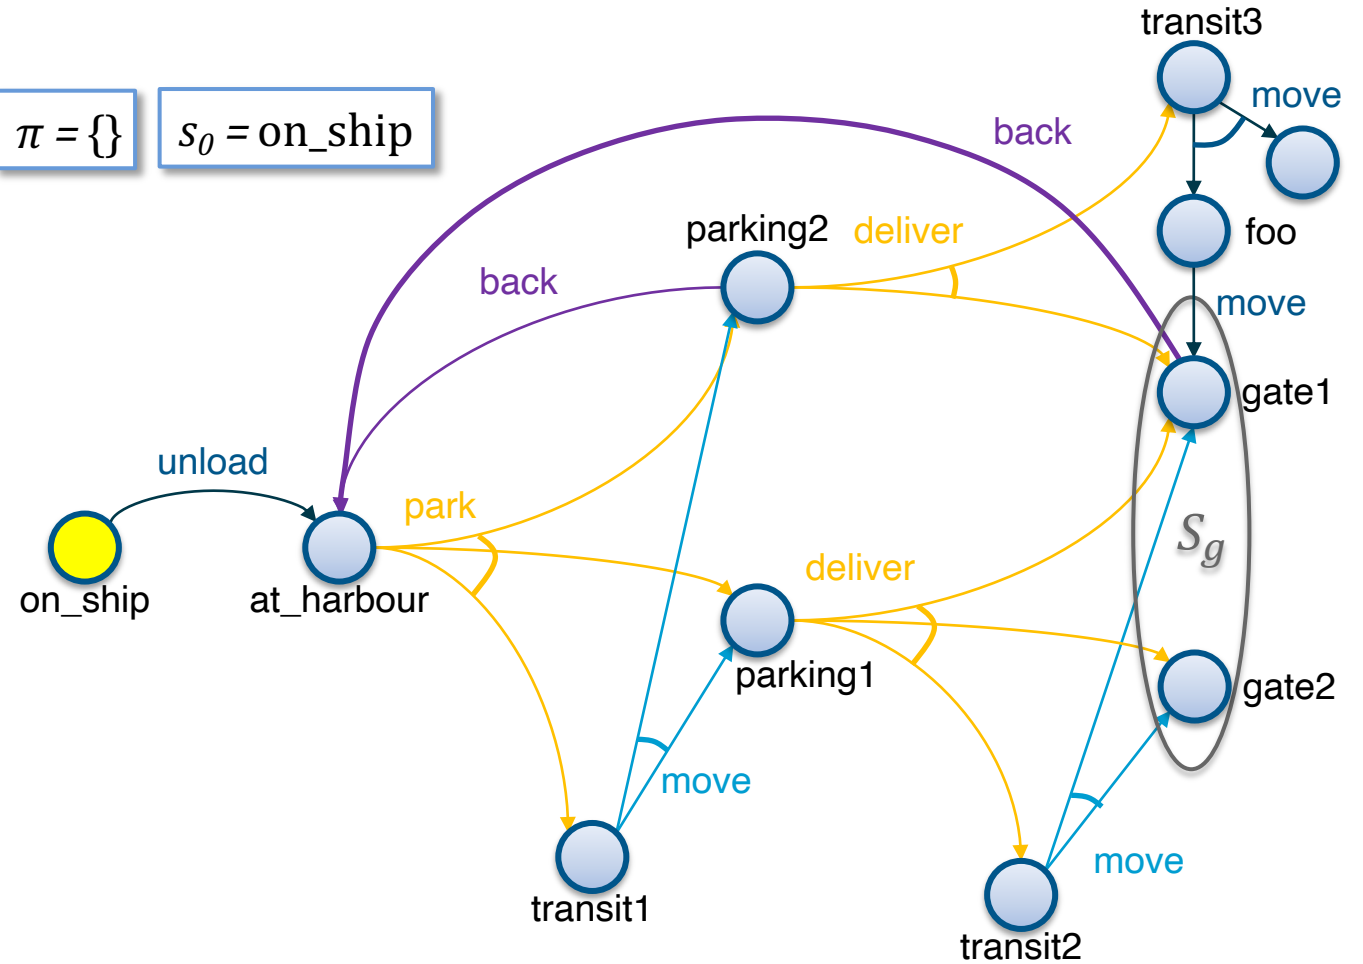 transit3
move
π = {}
s₀ = on_ship
back
parking2
deliver
foo
back
move
gate1
unload
park
S_g
deliver
on_ship
at_harbour
parking1
gate2
move
move
transit1
transit2